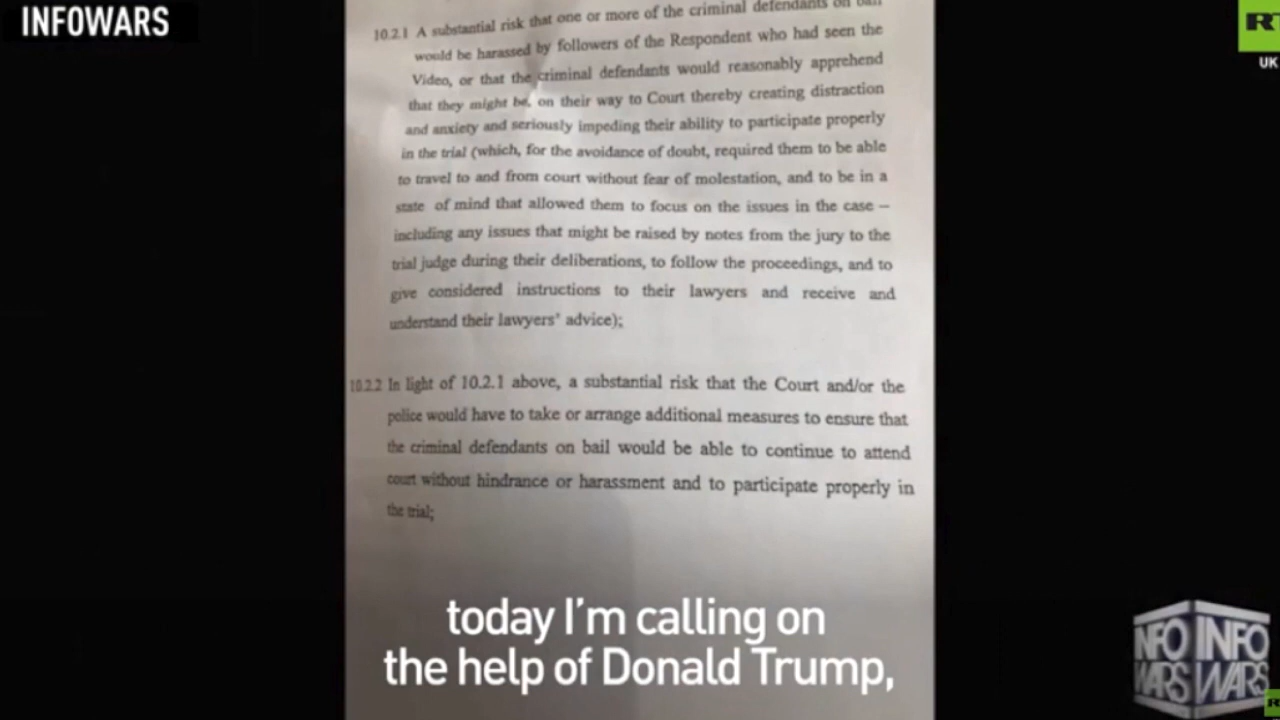 INFOWARS
RT
UK
10.2.1 A substantial risk that one or more of the criminal defendants on bail
would be harassed by followers of the Respondent who had seen the
Video, or that the criminal defendants would reasonably apprehend
that they might be, on their way to Court thereby creating distraction
and anxiety and seriously impeding their ability to participate properly
in the trial (which, for the avoidance of doubt, required them to be able
to travel to and from court without fear of molestation, and to be in a
state of mind that allowed them to focus on the issues in the case –
including any issues that might be raised by notes from the jury to the
trial judge during their deliberations, to follow the proceedings, and to
give considered instructions to their lawyers and receive and
understand their lawyers' advice);
10.2.2 In light of 10.2.1 above, a substantial risk that the Court and/or the
police would have to take or arrange additional measures to ensure that
the criminal defendants on bail would be able to continue to attend
court without hindrance or harassment and to participate properly in
the trial;
today I'm calling on
the help of Donald Trump,
INFO INFO
WARS WARS